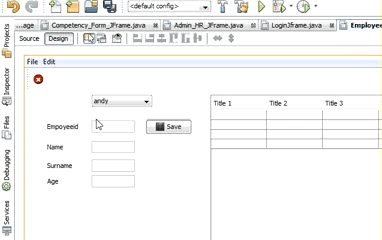 <default config>
...age Competency_Form_JFrame.java Admin_HR_JFrame.java LoginJframe.java Employee
Source Design
File Edit
andy
Title 1 Title 2 Title 3
Empoyeeid
Save
Name
Surname
Age
Projects
Inspector
Files
Debugging
Services